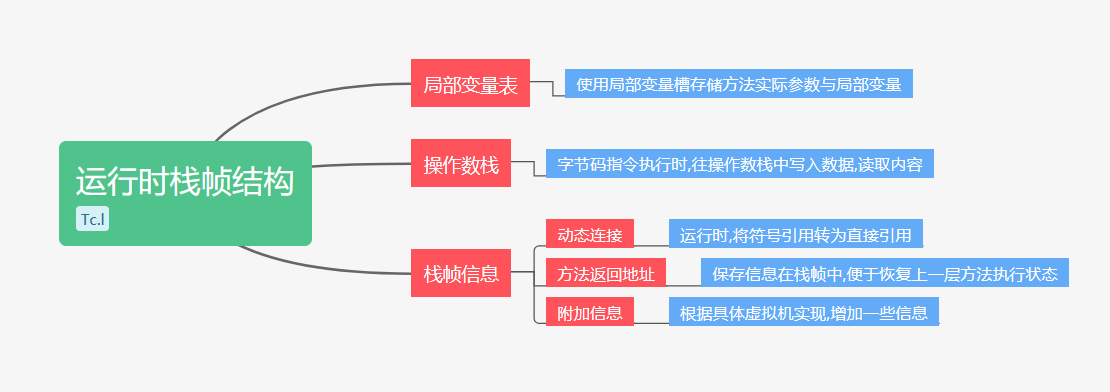 运行时栈帧结构
Tc.l
局部变量表
使用局部变量槽存储方法实际参数与局部变量
操作数栈
字节码指令执行时,往操作数栈中写入数据,读取内容
栈帧信息
动态连接
运行时,将符号引用转为直接引用
方法返回地址
保存信息在栈帧中,便于恢复上一层方法执行状态
附加信息
根据具体虚拟机实现,增加一些信息